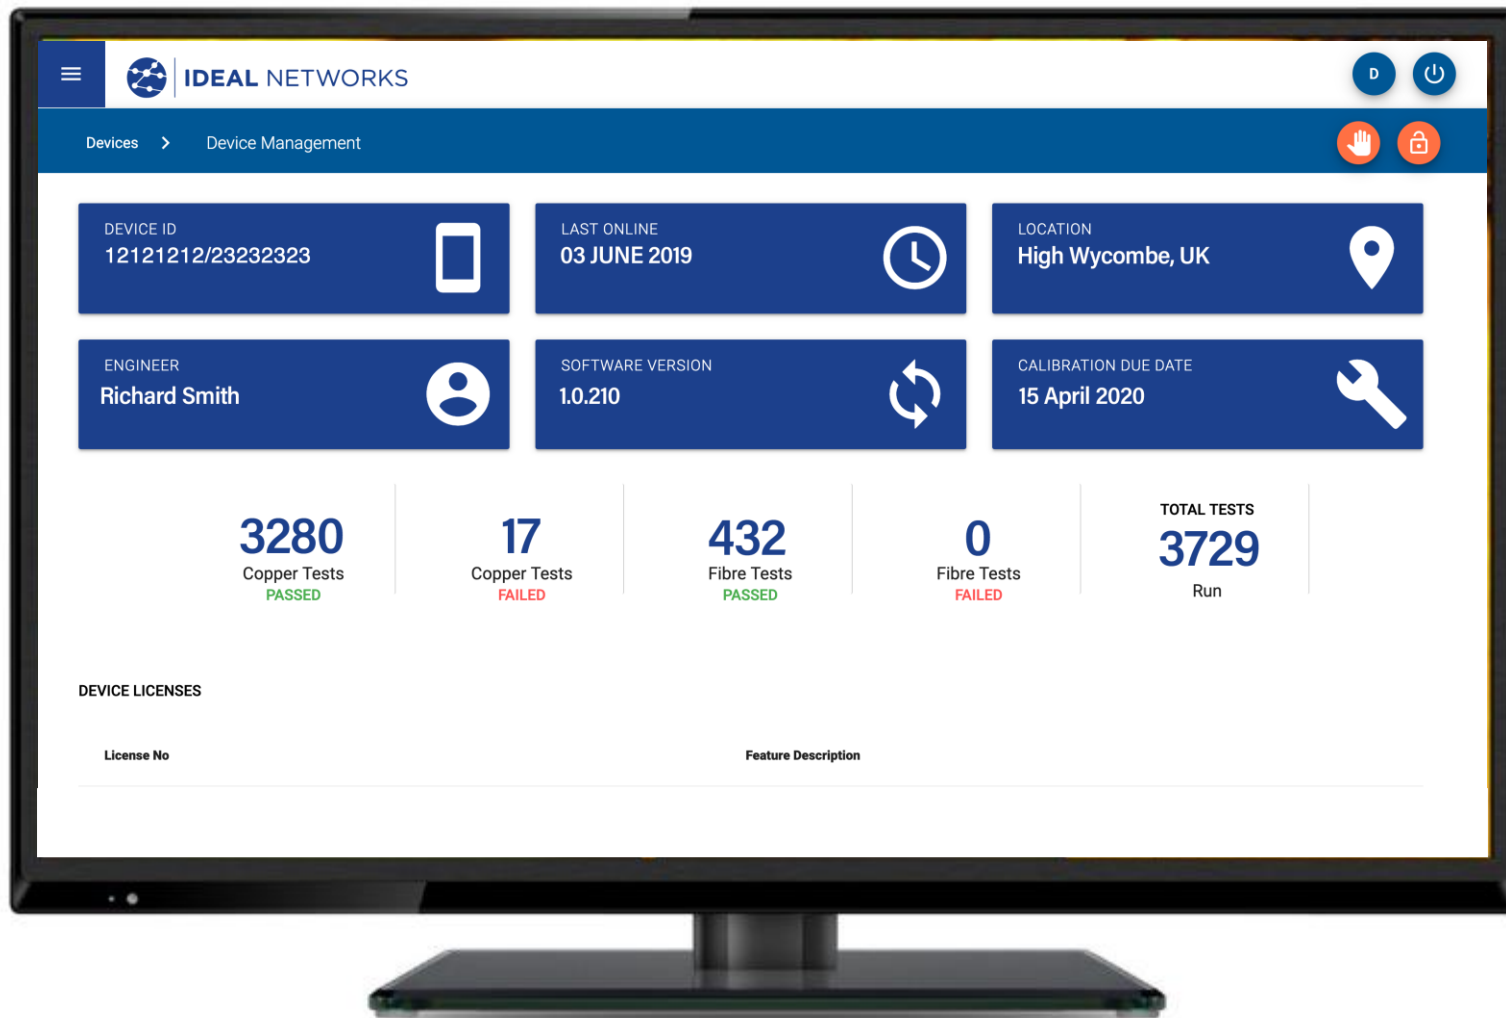 IDEAL NETWORKS
D
Devices
Device Management
DEVICE ID
12121212/23232323
LAST ONLINE
03 JUNE 2019
LOCATION
High Wycombe, UK
ENGINEER
Richard Smith
SOFTWARE VERSION
1.0.210
CALIBRATION DUE DATE
15 April 2020
3280
Copper Tests
PASSED
17
Copper Tests
FAILED
432
Fibre Tests
PASSED
0
Fibre Tests
FAILED
TOTAL TESTS
3729
Run
DEVICE LICENSES
License No
Feature Description